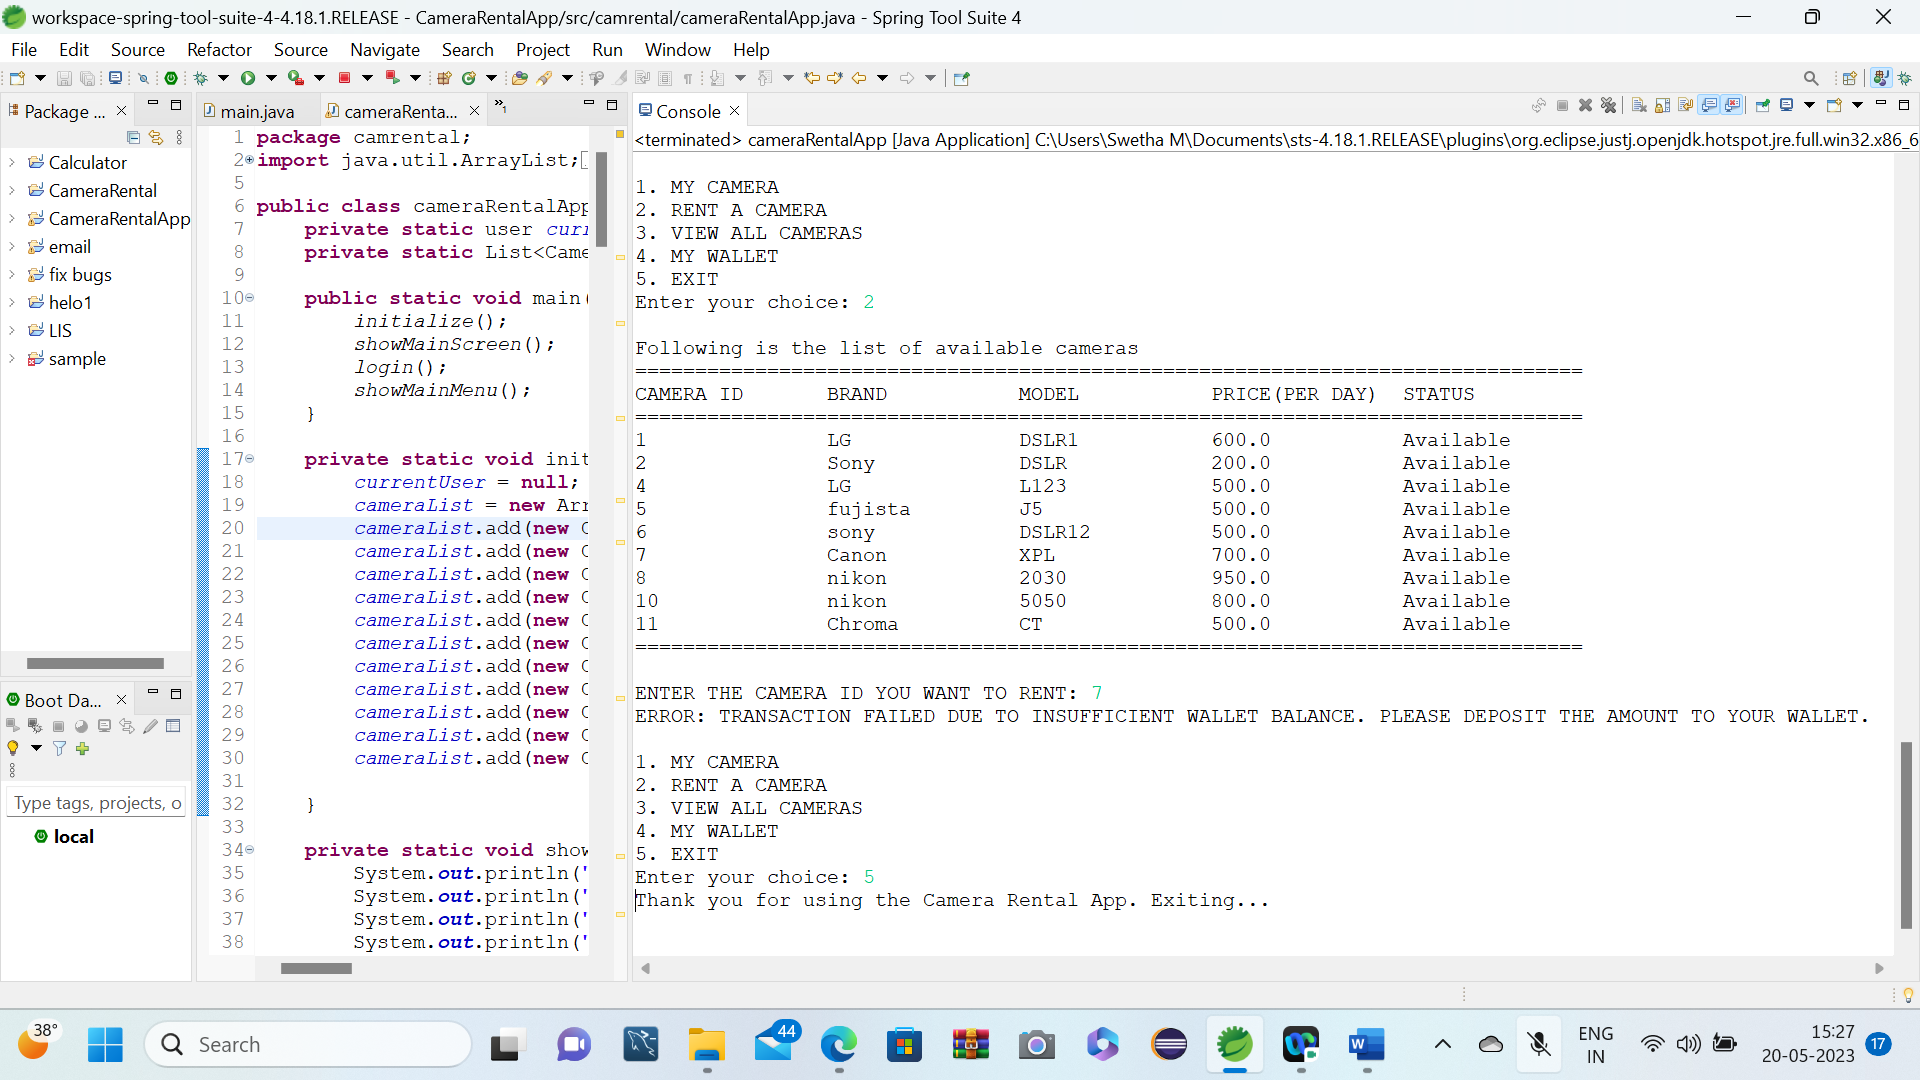 workspace-spring-tool-suite-4-4.18.1.RELEASE - CameraRentalApp/src/camrental/cameraRentalApp.java - Spring Tool Suite 4
File Edit Source Refactor Source Navigate Search Project Run Window Help
Package ...
Calculator
CameraRental
CameraRentalApp
email
fix bugs
helo1
LIS
sample
Boot Da...
Type tags, projects, o
local
main.java cameraRenta... »1
1 package camrental;
2 import java.util.ArrayList;
5
6 public class cameraRentalApp
7 private static user curr
8 private static List<Came
9
10 public static void main(
11 initialize();
12 showMainScreen();
13 login();
14 showMainMenu();
15 }
16
17 private static void init
18 currentUser = null;
19 cameraList = new Arr
20 cameraList.add(new C
21 cameraList.add(new C
22 cameraList.add(new C
23 cameraList.add(new C
24 cameraList.add(new C
25 cameraList.add(new C
26 cameraList.add(new C
27 cameraList.add(new C
28 cameraList.add(new C
29 cameraList.add(new C
30 cameraList.add(new C
31
32 }
33
34 private static void show
35 System.out.println("
36 System.out.println("
37 System.out.println("
38 System.out.println("
Console
<terminated> cameraRentalApp [Java Application] C:\Users\Swetha M\Documents\sts-4.18.1.RELEASE\plugins\org.eclipse.justj.openjdk.hotspot.jre.full.win32.x86_6
1. MY CAMERA
2. RENT A CAMERA
3. VIEW ALL CAMERAS
4. MY WALLET
5. EXIT
Enter your choice: 2
Following is the list of available cameras
===============================================================================
CAMERA ID BRAND MODEL PRICE(PER DAY) STATUS
===============================================================================
1 LG DSLR1 600.0 Available
2 Sony DSLR 200.0 Available
4 LG L123 500.0 Available
5 fujista J5 500.0 Available
6 sony DSLR12 500.0 Available
7 Canon XPL 700.0 Available
8 nikon 2030 950.0 Available
10 nikon 5050 800.0 Available
11 Chroma CT 500.0 Available
===============================================================================
ENTER THE CAMERA ID YOU WANT TO RENT: 7
ERROR: TRANSACTION FAILED DUE TO INSUFFICIENT WALLET BALANCE. PLEASE DEPOSIT THE AMOUNT TO YOUR WALLET.
1. MY CAMERA
2. RENT A CAMERA
3. VIEW ALL CAMERAS
4. MY WALLET
5. EXIT
Enter your choice: 5
Thank you for using the Camera Rental App. Exiting...
38°
Search
44
ENG
IN
15:27
20-05-2023
17